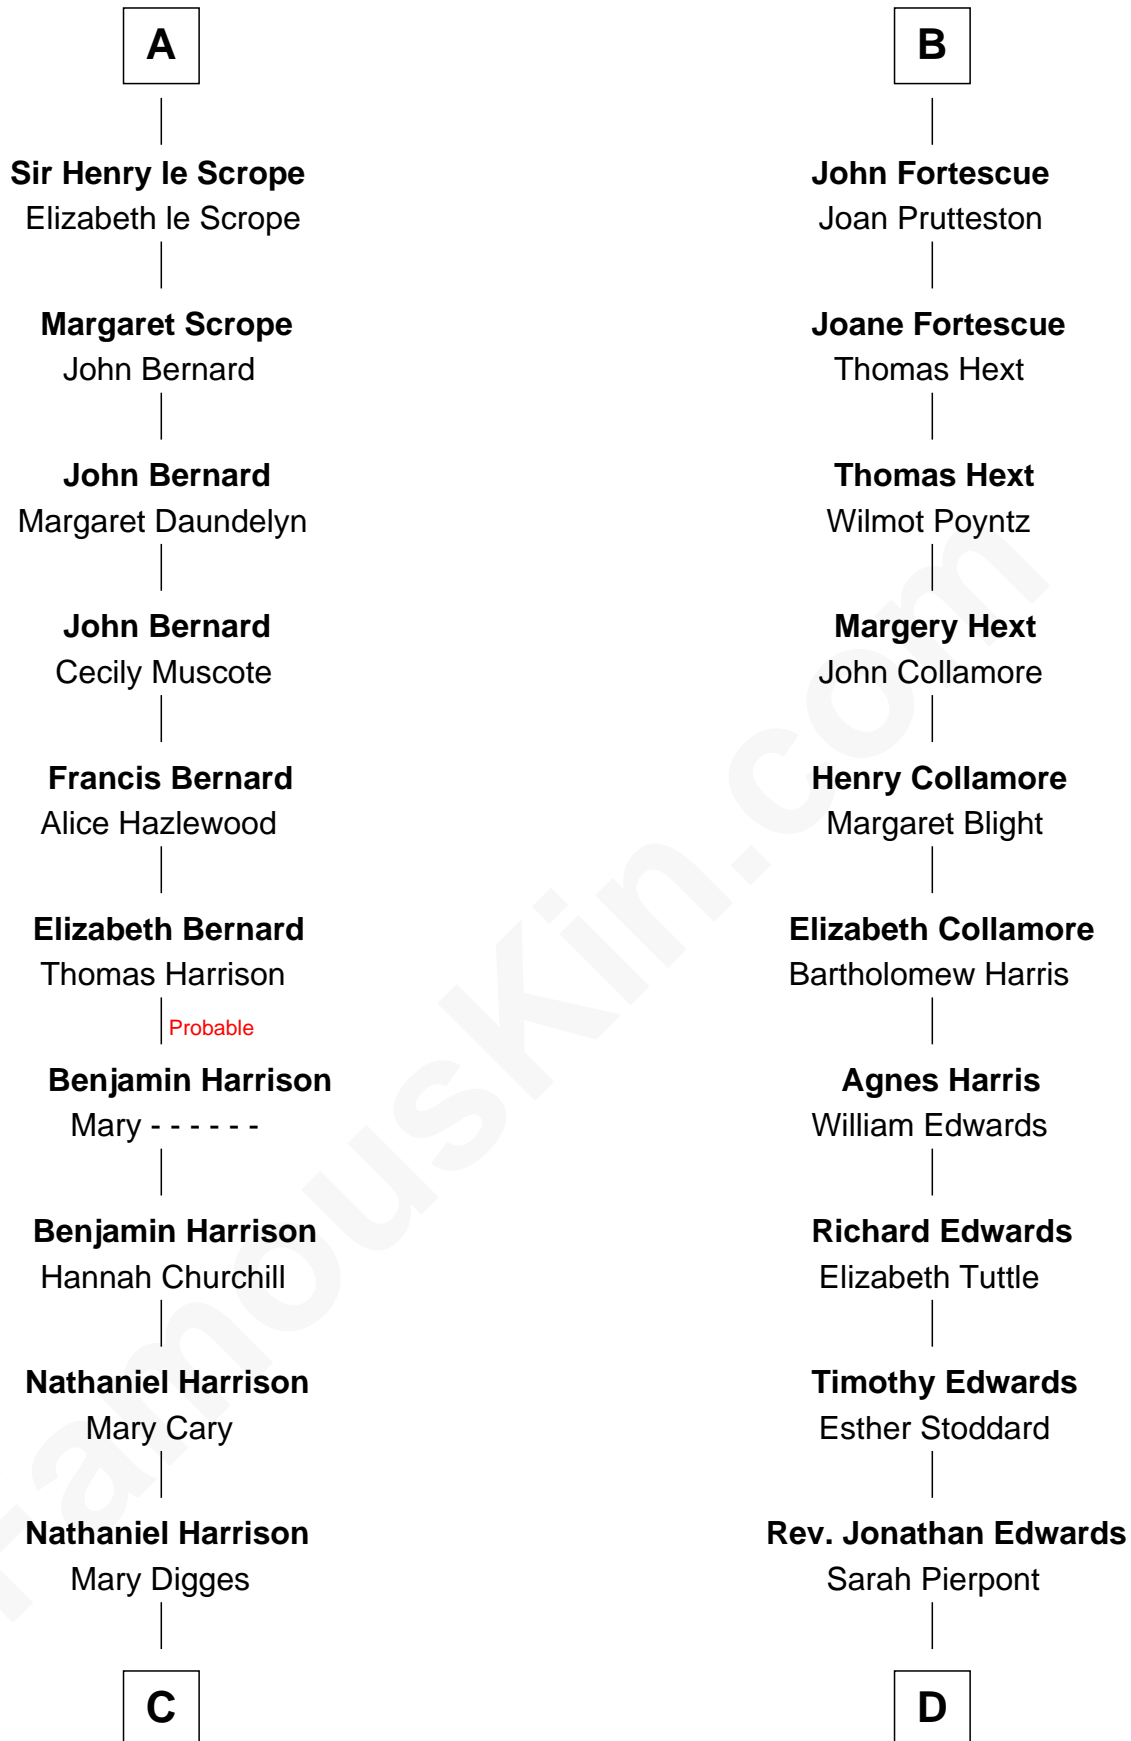 A
Sir Henry le Scrope
Elizabeth le Scrope
Margaret Scrope
John Bernard
John Bernard
Margaret Daundelyn
John Bernard
Cecily Muscote
Francis Bernard
Alice Hazlewood
Elizabeth Bernard
Thomas Harrison
Probable
Benjamin Harrison
Mary - - - - - -
Benjamin Harrison
Hannah Churchill
Nathaniel Harrison
Mary Cary
Nathaniel Harrison
Mary Digges
C
B
John Fortescue
Joan Prutteston
Joane Fortescue
Thomas Hext
Thomas Hext
Wilmot Poyntz
Margery Hext
John Collamore
Henry Collamore
Margaret Blight
Elizabeth Collamore
Bartholomew Harris
Agnes Harris
William Edwards
Richard Edwards
Elizabeth Tuttle
Timothy Edwards
Esther Stoddard
Rev. Jonathan Edwards
Sarah Pierpont
D
FamousKin.com